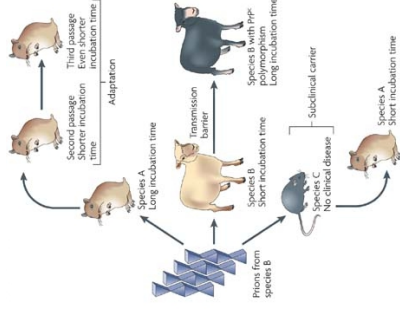 Third passage
Even shorter
incubation time
Second passage
Shorter incubation
time
Adaptation
Species A
Long incubation time
Species B with PrPᶜ
polymorphism
Long incubation time
Transmission
barrier
Species B
Short incubation time
Subclinical carrier
Species C
No clinical disease
Species A
Short incubation time
Prions from
species B